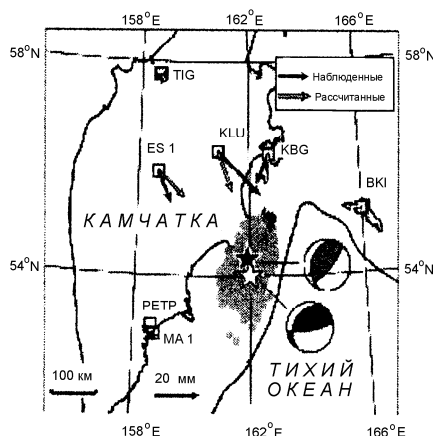 158°E
162°E
166°E
58°N
58°N
Наблюденные
Рассчитанные
TIG
KLU
KBG
ES 1
BKI
КАМЧАТКА
54°N
54°N
PETP
MA 1
100 км
20 мм
ТИХИЙ
ОКЕАН
158°E
162°E
166°E